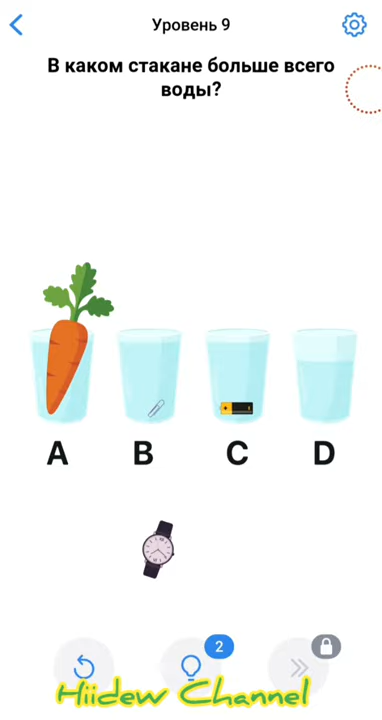 Уровень 9
В каком стакане больше всего
воды?
A B C D
2
Hiidew Channel